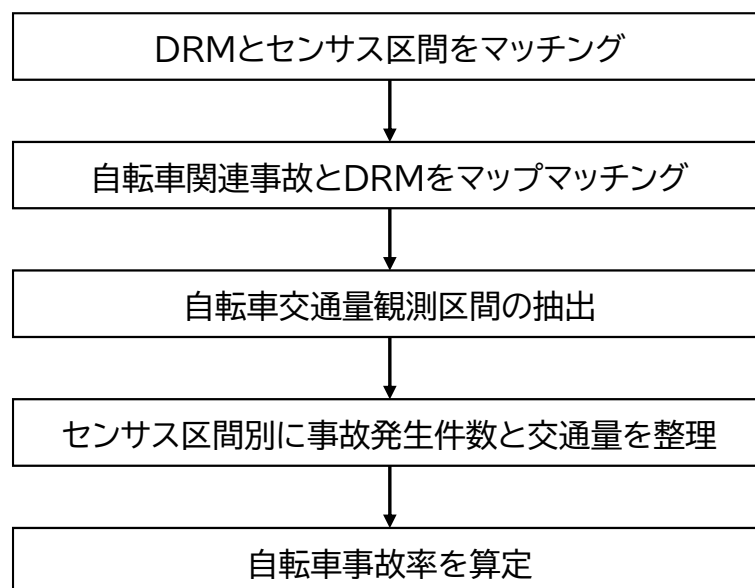 DRMとセンサス区間をマッチング
自転車関連事故とDRMをマップマッチング
自転車交通量観測区間の抽出
センサス区間別に事故発生件数と交通量を整理
自転車事故率を算定